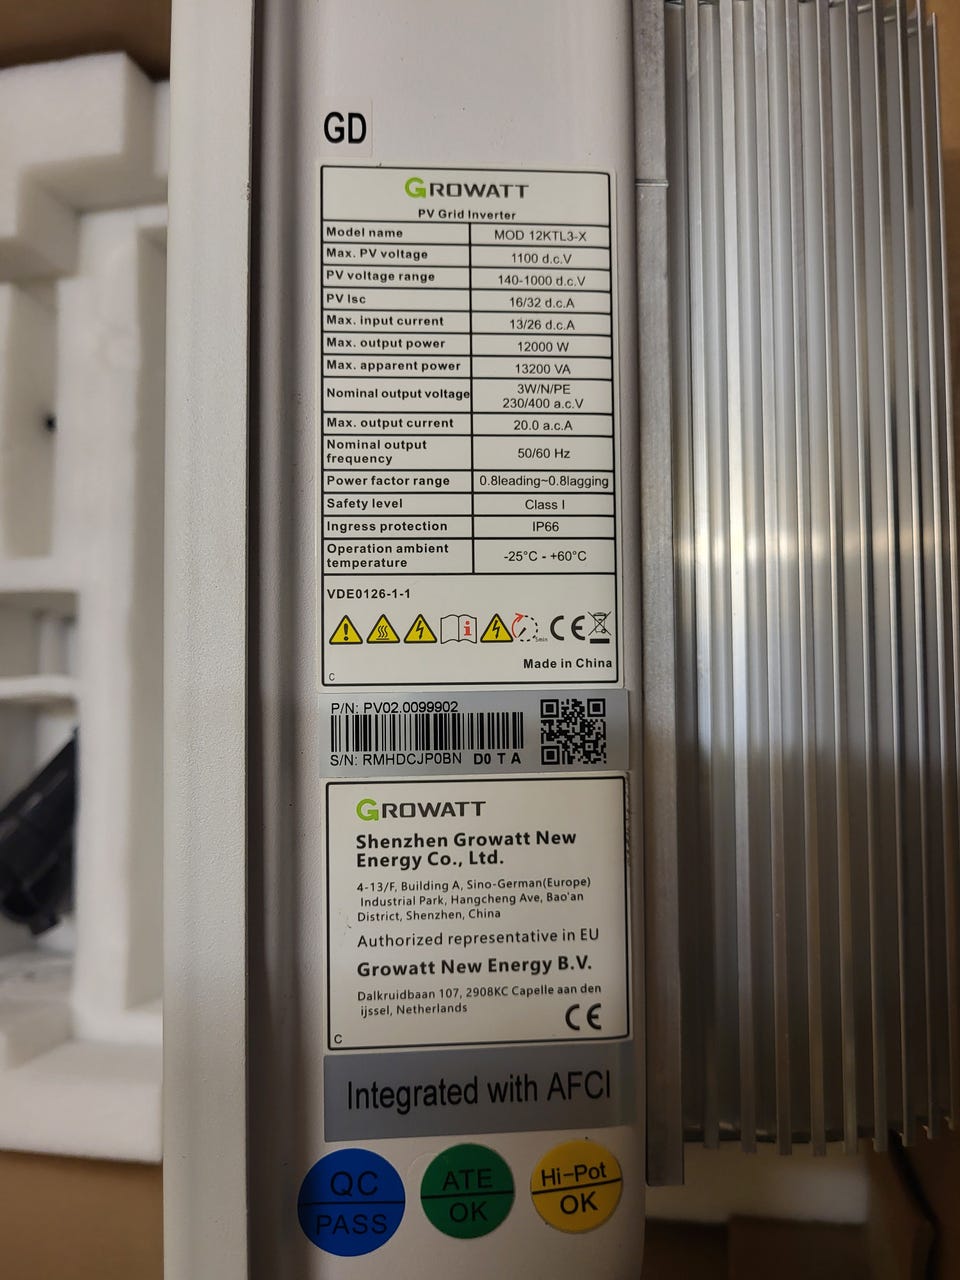 GD
GROWATT
PV Grid Inverter
Model name MOD 12KTL3-X
Max. PV voltage 1100 d.c.V
PV voltage range 140-1000 d.c.V
PV Isc 16/32 d.c.A
Max. input current 13/26 d.c.A
Max. output power 12000 W
Max. apparent power 13200 VA
Nominal output voltage 3W/N/PE
230/400 a.c.V
Max. output current 20.0 a.c.A
Nominal output
frequency 50/60 Hz
Power factor range 0.8leading~0.8lagging
Safety level Class I
Ingress protection IP66
Operation ambient
temperature -25°C - +60°C
VDE0126-1-1
5min CE
Made in China
C
P/N: PV02.0099902
S/N: RMHDCJP0BN D0 T A
GROWATT
Shenzhen Growatt New
Energy Co., Ltd.
4-13/F, Building A, Sino-German(Europe)
Industrial Park, Hangcheng Ave, Bao'an
District, Shenzhen, China
Authorized representative in EU
Growatt New Energy B.V.
Dalkruidbaan 107, 2908KC Capelle aan den
ijssel, Netherlands
CE
C
Integrated with AFCI
QC
PASS
ATE
OK
Hi-Pot
OK